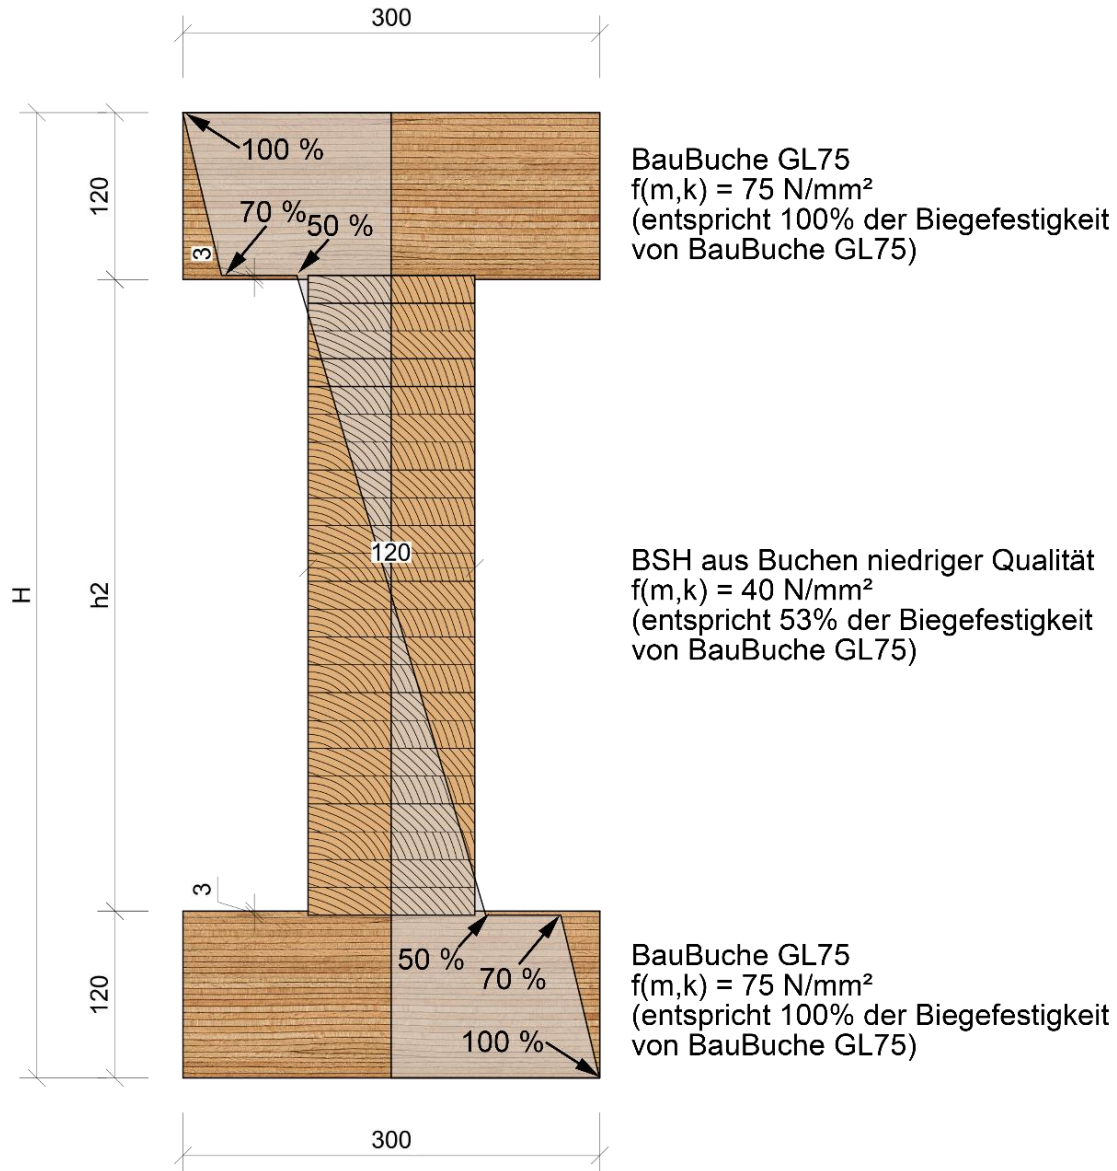 300
100 %
120
70 %
50 %
3
BauBuche GL75
f(m,k) = 75 N/mm²
(entspricht 100% der Biegefestigkeit
von BauBuche GL75)
H
h2
120
BSH aus Buchen niedriger Qualität
f(m,k) = 40 N/mm²
(entspricht 53% der Biegefestigkeit
von BauBuche GL75)
3
120
50 %
70 %
100 %
BauBuche GL75
f(m,k) = 75 N/mm²
(entspricht 100% der Biegefestigkeit
von BauBuche GL75)
300